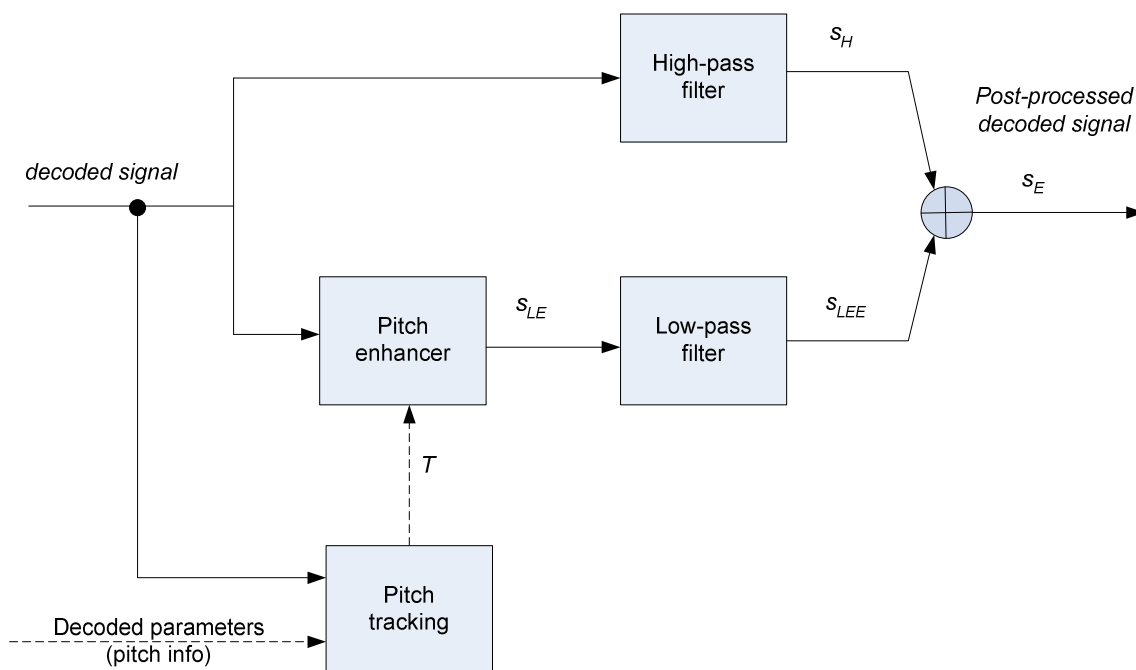 High-pass
filter
s_H
Post-processed
decoded signal
s_E
decoded signal
Pitch
enhancer
s_LE
Low-pass
filter
s_LEE
T
Pitch
tracking
Decoded parameters
(pitch info)